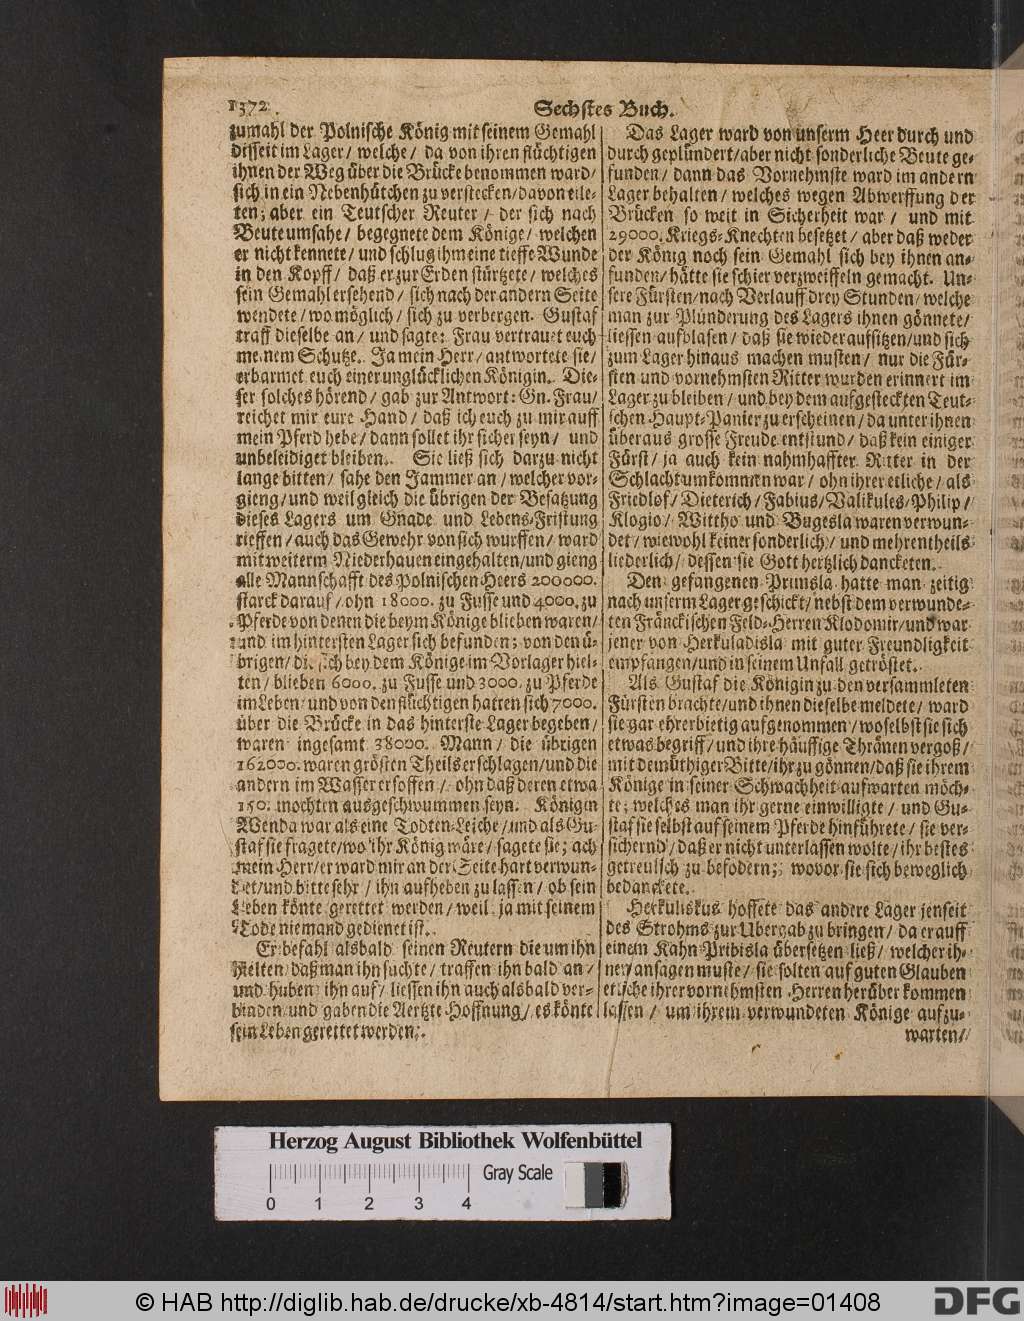 1372 Sechstes Buch.
zumahl der Polnische König mit seinem Gemahl
disseit im Lager / welche / da von ihren flüchtigen
ihnen der Weg über die Brücke benommen ward /
sich in ein Nebenhütchen zu verstecken / davon eile-
ten; aber ein Teutscher Reuter / der sich nach
Beute umsahe / begegnete dem Könige / welchen
er nicht kennete / und schlug ihm eine tieffe Wunde
in den Kopff / daß er zur Erden stürtzete / welches
sein Gemahl ersehend / sich nach der andern Seite
wendete / wo möglich / sich zu verbergen. Gustaf
traff dieselbe an / und sagte: Frau vertrauet euch
meinem Schutze. Ja mein Herr / antwortete sie /
erbarmet euch einer unglücklichen Königin. Die-
ser solches hörend / gab zur Antwort: Gn. Frau /
reichet mir eure Hand / daß ich euch zu mir auff
mein Pferd hebe / dann sollet ihr sicher seyn / und
unbeleidiget bleiben. Sie ließ sich darzu nicht
lange bitten / sahe den Jammer an / welcher vor-
gieng / und weil gleich die übrigen der Besatzung
dieses Lagers um Gnade und Lebens-Fristung
rieffen / auch das Gewehr von sich wurffen / ward
mit weiterm Niederhauen eingehalten / und gieng
alle Mannschafft des Polnischen Heers 200000.
starck darauf / ohn 18000. zu Fusse und 4000. zu
Pferde von denen die beym Könige blieben waren /
und im hintersten Lager sich befunden; von den ü-
brigen / die sich bey dem Könige im Vorlager hiel-
ten / blieben 6000. zu Fusse und 3000. zu Pferde
im Leben / und von den flüchtigen hatten sich 7000.
über die Brücke in das hinterste Lager begeben /
waren ingesamt 38000. Mann / die übrigen
162000. waren grösten Theils erschlagen / und die
andern im Wasser ersoffen / ohn daß deren etwa
150. mochten ausgeschwummen seyn. Königin
Wenda war als eine Todten-Leiche / und als Gu-
staf sie fragete / wo ihr König wäre / sagete sie; ach
mein Herr / er ward mir an der Seite hart verwun-
det / und bitte sehr / ihn aufheben zu lassen / ob sein
Leben könte gerettet werden / weil ja mit seinem
Tode niemand gedienet ist.
Er befahl alsbald seinen Reutern die um ihn
hielten / daß man ihn suchte / traffen ihn bald an /
und huben ihn auf / liessen ihn auch alsbald ver-
binden / und gaben die Aertzte Hoffnung / es könte
sein Leben gerettet werden.
Das Lager ward von unserm Heer durch und
durch geplündert / aber nicht sonderliche Beute ge-
funden / dann das Vornehmste ward im andern
Lager behalten / welches wegen Abwerffung der
Brücken so weit in Sicherheit war / und mit
29000. Kriegs-Knechten besetzet / aber daß weder
der König noch sein Gemahl sich bey ihnen an-
funden / hätte sie schier verzweiffeln gemacht. Un-
sere Fürsten / nach Verlauff drey Stunden / welche
man zur Plünderung des Lagers ihnen gönnete /
liessen aufblasen / daß sie wieder aufsitzen / und sich
zum Lager hinaus machen musten / nur die Für-
sten und vornehmsten Ritter wurden erinnert im
Lager zu bleiben / und bey dem aufgesteckten Teut-
schen Haupt-Panier zu erscheinen / da unter ihnen
überaus grosse Freude entstund / daß kein einiger
Fürst / ja auch kein nahmhaffter Ritter in der
Schlacht umkommen war / ohn ihrer etliche / als
Friedlof / Dieterich / Fabius / Valikules / Philip /
Klogio / Wittho und Bugesla waren verwun-
det / wiewohl keiner sonderlich / und mehrentheils
liederlich / dessen sie Gott hertzlich dancketen.
Den gefangenen Primsla hatte man zeitig
nach unserm Lager geschickt / nebst dem verwunde-
ten Fränckischen Feld-Herren Klodomir / und war
jener von Herkuladisla mit guter Freundligkeit
empfangen / und in seinem Unfall getröstet.
Als Gustaf die Königin zu den versammleten
Fürsten brachte / und ihnen dieselbe meldete / ward
sie gar ehrerbietig aufgenommen / woselbst sie sich
etwas begriff / und ihre häuffige Thränen vergoß /
mit demüthiger Bitte / ihr zu gönnen / daß sie ihrem
Könige in seiner Schwachheit aufwarten möch-
te; welches man ihr gerne einwilligte / und Gu-
staf sie selbst auf seinem Pferde hinführete / sie ver-
sichernd / daß er nicht unterlassen wolte / ihr bestes
getreulich zu befodern; wovor sie sich beweglich
bedanckete.
Herkuliskus hoffete das andere Lager jenseit
des Strohms zur Ubergab zu bringen / da er auff
einem Kahn Pribisla übersetzen ließ / welcher ih-
nen ansagen muste / sie solten auf guten Glauben
etliche ihrer vornehmsten Herren herüber kommen
lassen / um ihrem verwundeten Könige aufzu-
warten /
Herzog August Bibliothek Wolfenbüttel
Gray Scale
0 1 2 3 4
© HAB http://diglib.hab.de/drucke/xb-4814/start.htm?image=01408
DFG